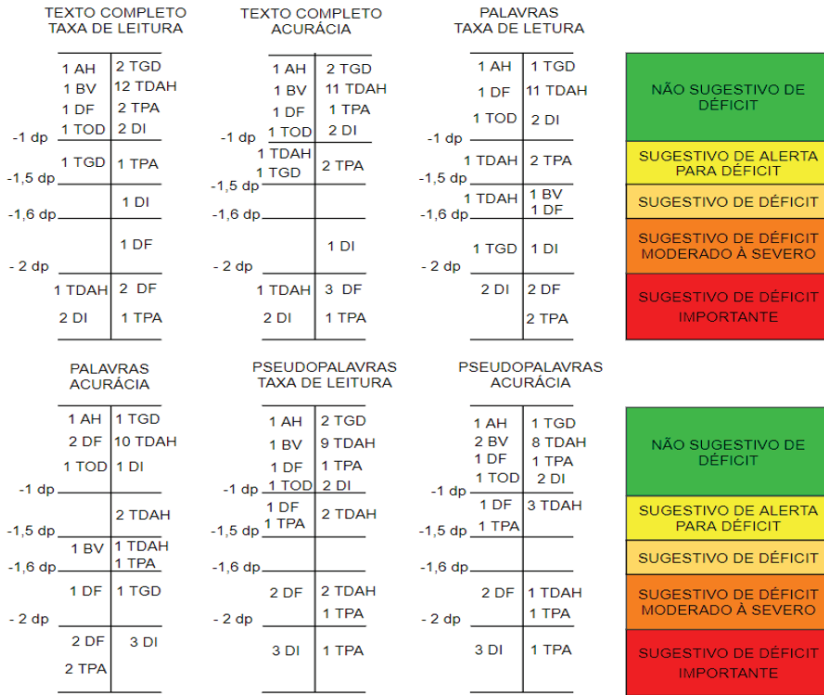 TEXTO COMPLETO
TAXA DE LEITURA
1 AH 2 TGD
1 BV 12 TDAH
1 DF 2 TPA
1 TOD 2 DI
-1 dp
1 TGD 1 TPA
-1,5 dp
1 DI
-1,6 dp
1 DF
- 2 dp
1 TDAH 2 DF
2 DI 1 TPA
TEXTO COMPLETO
ACURÁCIA
1 AH 2 TGD
1 BV 11 TDAH
1 DF 1 TPA
1 TOD 2 DI
-1 dp
1 TDAH
1 TGD 2 TPA
-1,5 dp
-1,6 dp
1 DI
- 2 dp
1 TDAH 3 DF
2 DI 1 TPA
PALAVRAS
TAXA DE LETURA
1 AH 1 TGD
1 DF 11 TDAH
1 TOD 2 DI
-1 dp
1 TDAH 2 TPA
-1,5 dp
1 TDAH 1 BV
1 DF
-1,6 dp
1 TGD 1 DI
- 2 dp
2 DI 2 DF
2 TPA
NÃO SUGESTIVO DE
DÉFICIT
SUGESTIVO DE ALERTA
PARA DÉFICIT
SUGESTIVO DE DÉFICIT
SUGESTIVO DE DÉFICIT
MODERADO À SEVERO
SUGESTIVO DE DÉFICIT
IMPORTANTE
PALAVRAS
ACURÁCIA
1 AH 1 TGD
2 DF 10 TDAH
1 TOD 1 DI
-1 dp
2 TDAH
-1,5 dp
1 BV 1 TDAH
1 TPA
-1,6 dp
1 DF 1 TGD
- 2 dp
2 DF 3 DI
2 TPA
PSEUDOPALAVRAS
TAXA DE LEITURA
1 AH 2 TGD
1 BV 9 TDAH
1 DF 1 TPA
1 TOD 2 DI
-1 dp
1 DF 2 TDAH
1 TPA
-1,5 dp
-1,6 dp
2 DF 2 TDAH
1 TPA
- 2 dp
3 DI 1 TPA
PSEUDOPALAVRAS
ACURÁCIA
1 AH 1 TGD
2 BV 8 TDAH
1 DF 1 TPA
1 TOD 2 DI
-1 dp
1 DF 3 TDAH
1 TPA
-1,5 dp
-1,6 dp
2 DF 1 TDAH
1 TPA
- 2 dp
3 DI 1 TPA
NÃO SUGESTIVO DE
DÉFICIT
SUGESTIVO DE ALERTA
PARA DÉFICIT
SUGESTIVO DE DÉFICIT
SUGESTIVO DE DÉFICIT
MODERADO À SEVERO
SUGESTIVO DE DÉFICIT
IMPORTANTE